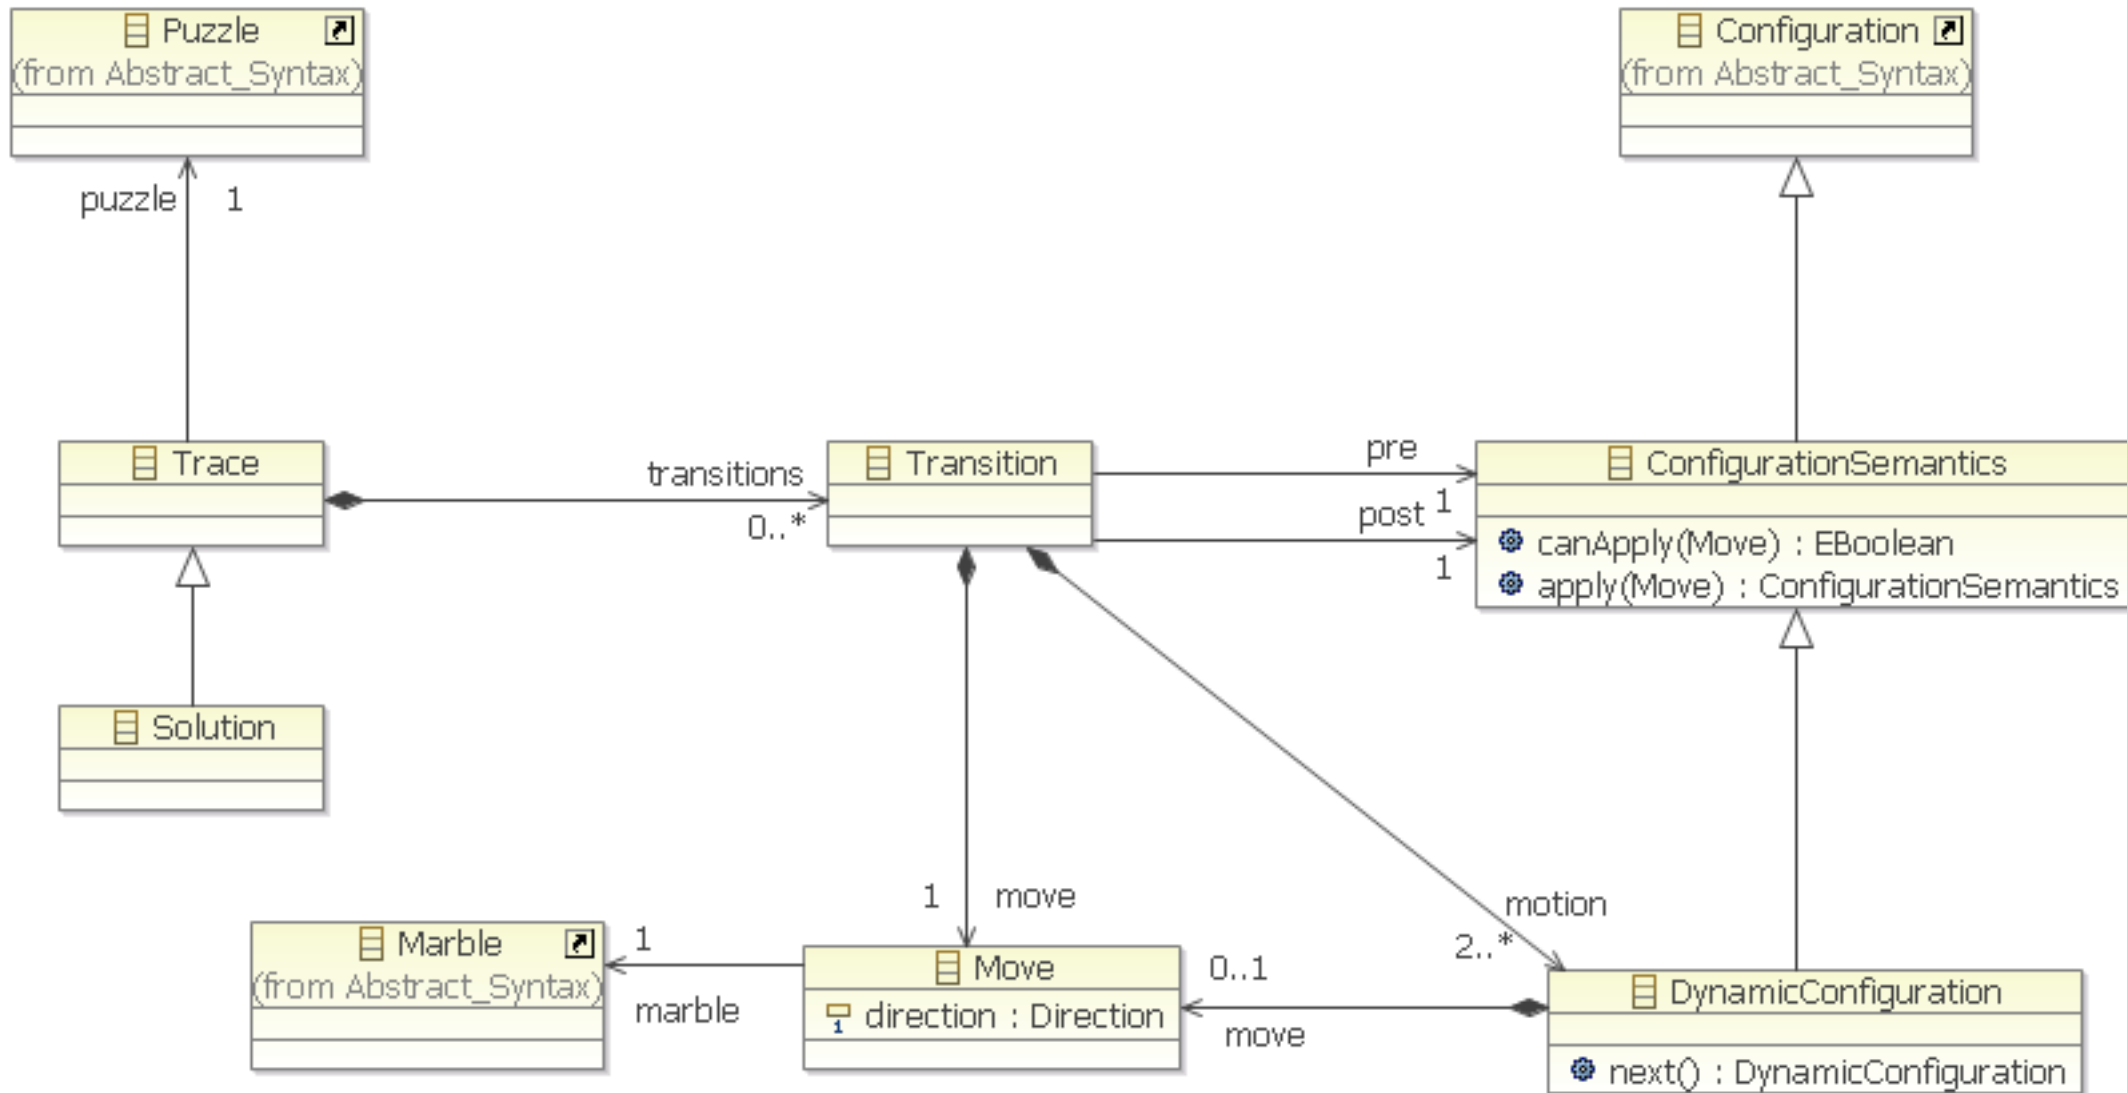 Puzzle
(from Abstract_Syntax)
Configuration
(from Abstract_Syntax)
puzzle
1
Trace
transitions
0..*
Transition
pre
1
post
1
ConfigurationSemantics
canApply(Move) : EBoolean
apply(Move) : ConfigurationSemantics
Solution
1
move
motion
2..*
Marble
(from Abstract_Syntax)
1
marble
Move
1
direction : Direction
0..1
move
DynamicConfiguration
next() : DynamicConfiguration